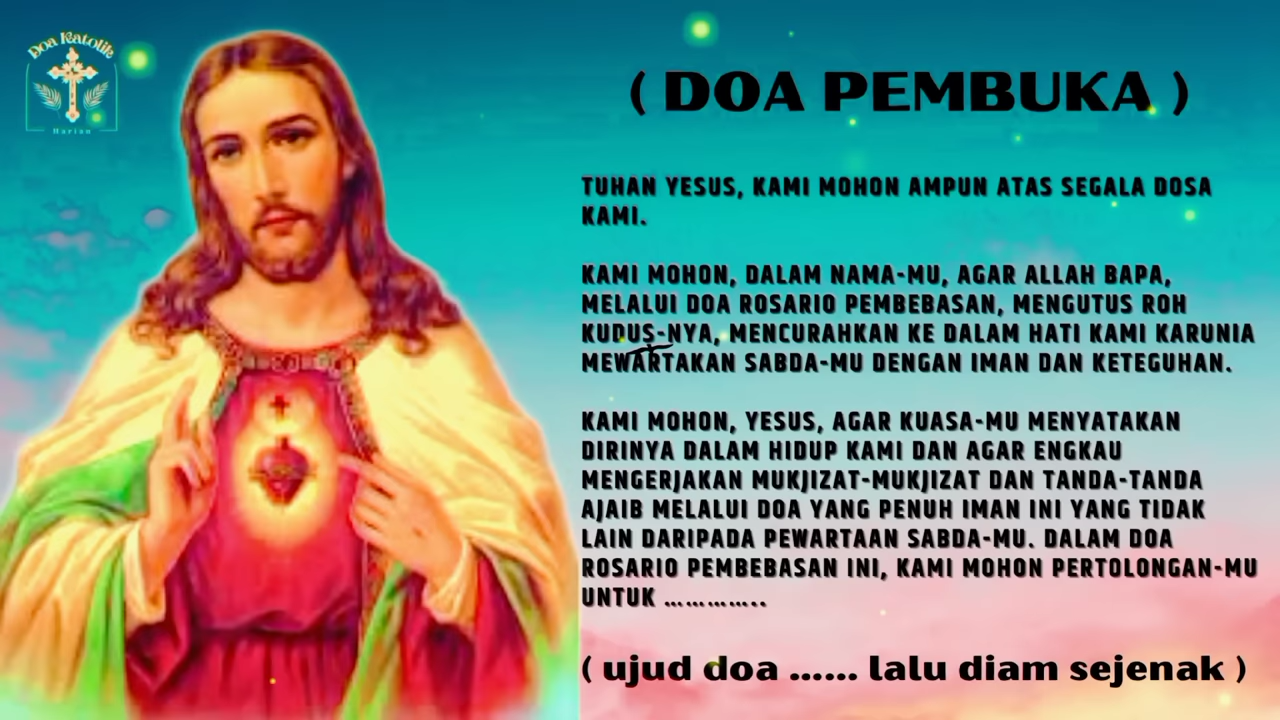 Doa Katolik
Harian
( DOA PEMBUKA )
TUHAN YESUS, KAMI MOHON AMPUN ATAS SEGALA DOSA
KAMI.
KAMI MOHON, DALAM NAMA-MU, AGAR ALLAH BAPA,
MELALUI DOA ROSARIO PEMBEBASAN, MENGUTUS ROH
KUDUS-NYA, MENCURAHKAN KE DALAM HATI KAMI KARUNIA
MEWARTAKAN SABDA-MU DENGAN IMAN DAN KETEGUHAN.
KAMI MOHON, YESUS, AGAR KUASA-MU MENYATAKAN
DIRINYA DALAM HIDUP KAMI DAN AGAR ENGKAU
MENGERJAKAN MUKJIZAT-MUKJIZAT DAN TANDA-TANDA
AJAIB MELALUI DOA YANG PENUH IMAN INI YANG TIDAK
LAIN DARIPADA PEWARTAAN SABDA-MU. DALAM DOA
ROSARIO PEMBEBASAN INI, KAMI MOHON PERTOLONGAN-MU
UNTUK …………..
( ujud doa ...... lalu diam sejenak )